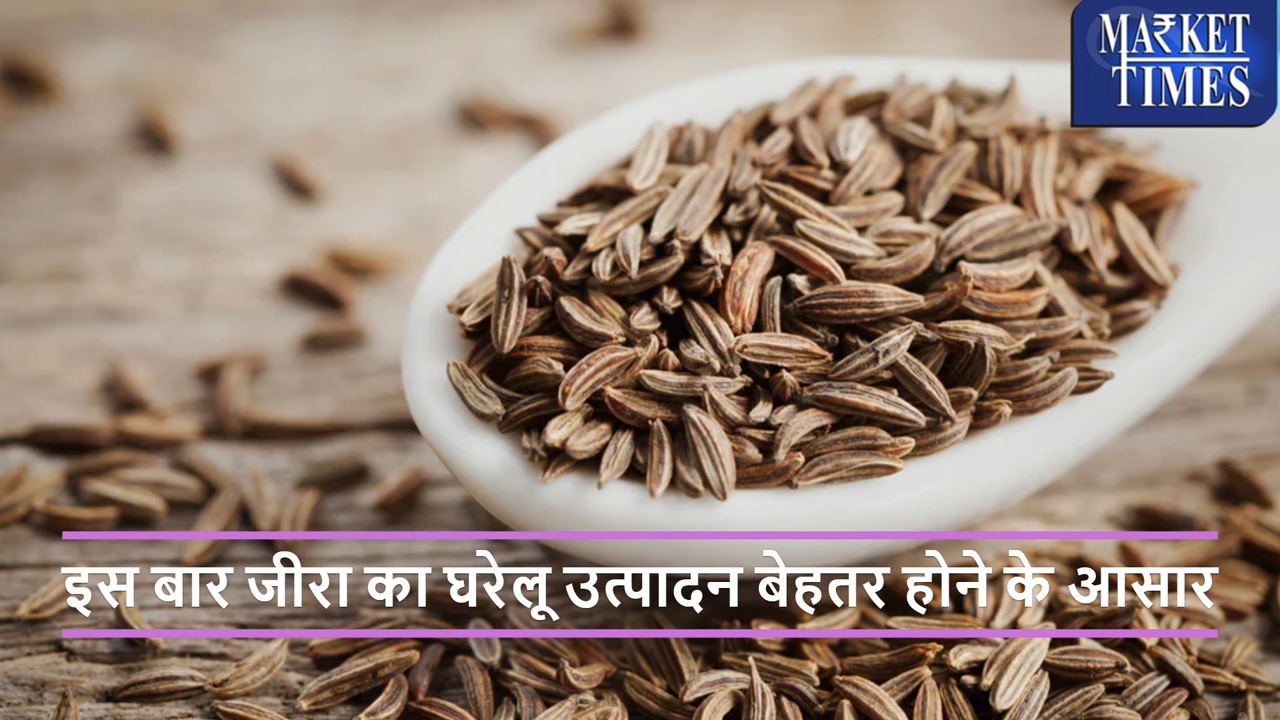 MA₹KET
TIMES
इस बार जीरा का घरेलू उत्पादन बेहतर होने के आसार